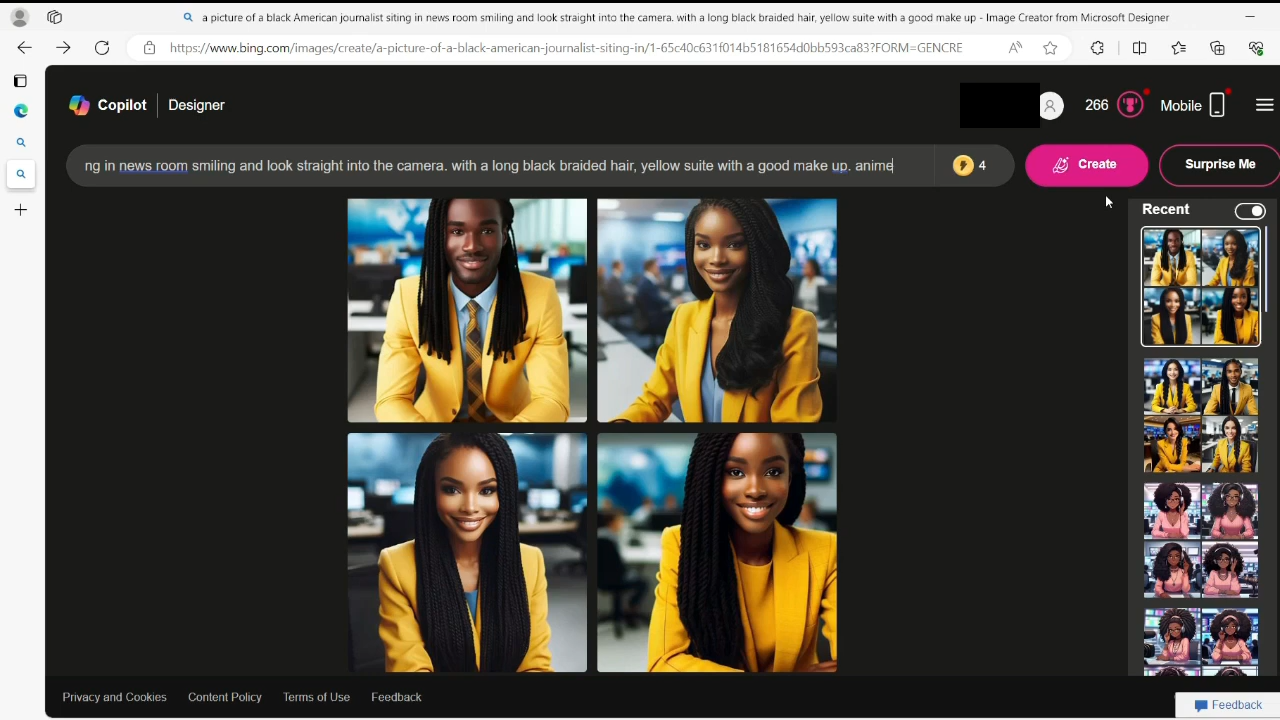 a picture of a black American journalist siting in news room smiling and look straight into the camera. with a long black braided hair, yellow suite with a good make up - Image Creator from Microsoft Designer
https://www.bing.com/images/create/a-picture-of-a-black-american-journalist-siting-in/1-65c40c631f014b5181654d0bb593ca83?FORM=GENCRE
Copilot Designer 266 Mobile
ng in news room smiling and look straight into the camera. with a long black braided hair, yellow suite with a good make up. anime 4 Create Surprise Me
Recent
Privacy and Cookies Content Policy Terms of Use Feedback
Feedback